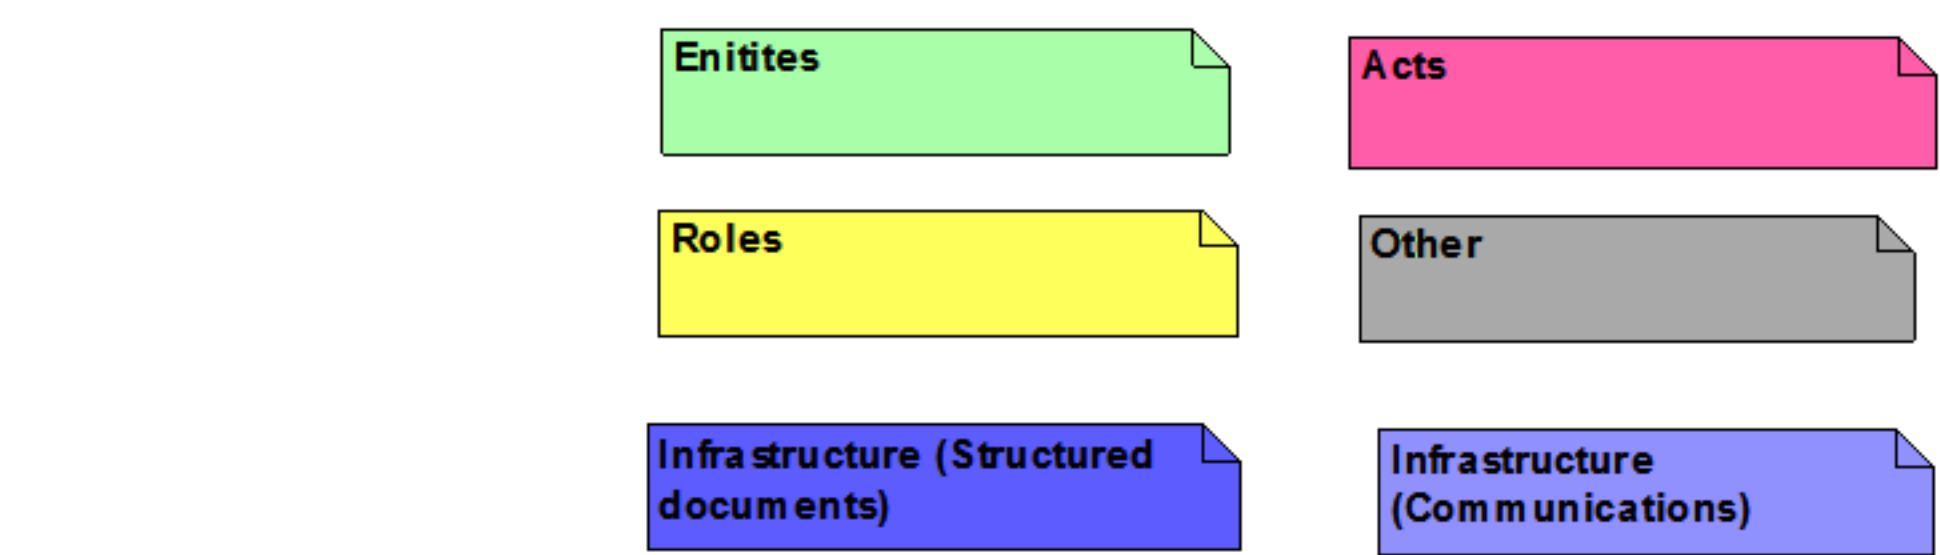 Enitites
Acts
Roles
Other
Infrastructure (Structured
documents)
Infrastructure
(Communications)